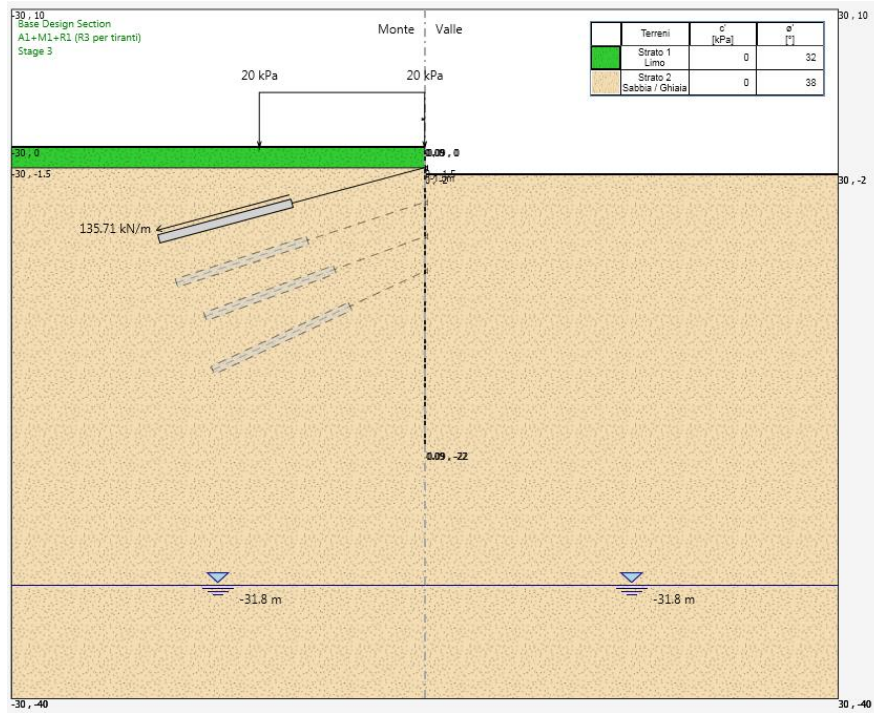 -30, 10
30, 10
Base Design Section
A1+M1+R1 (R3 per tiranti)
Stage 3
Monte Valle
Terreni c' [kPa] ø' [°]
Strato 1 Limo 0 32
Strato 2 Sabbia / Ghiaia 0 38
20 kPa 20 kPa
-30, 0
0.09, 0
-30, -1.5
30, -2
135.71 kN/m
0.09, -22
-31.8 m -31.8 m
-30, -40
30, -40